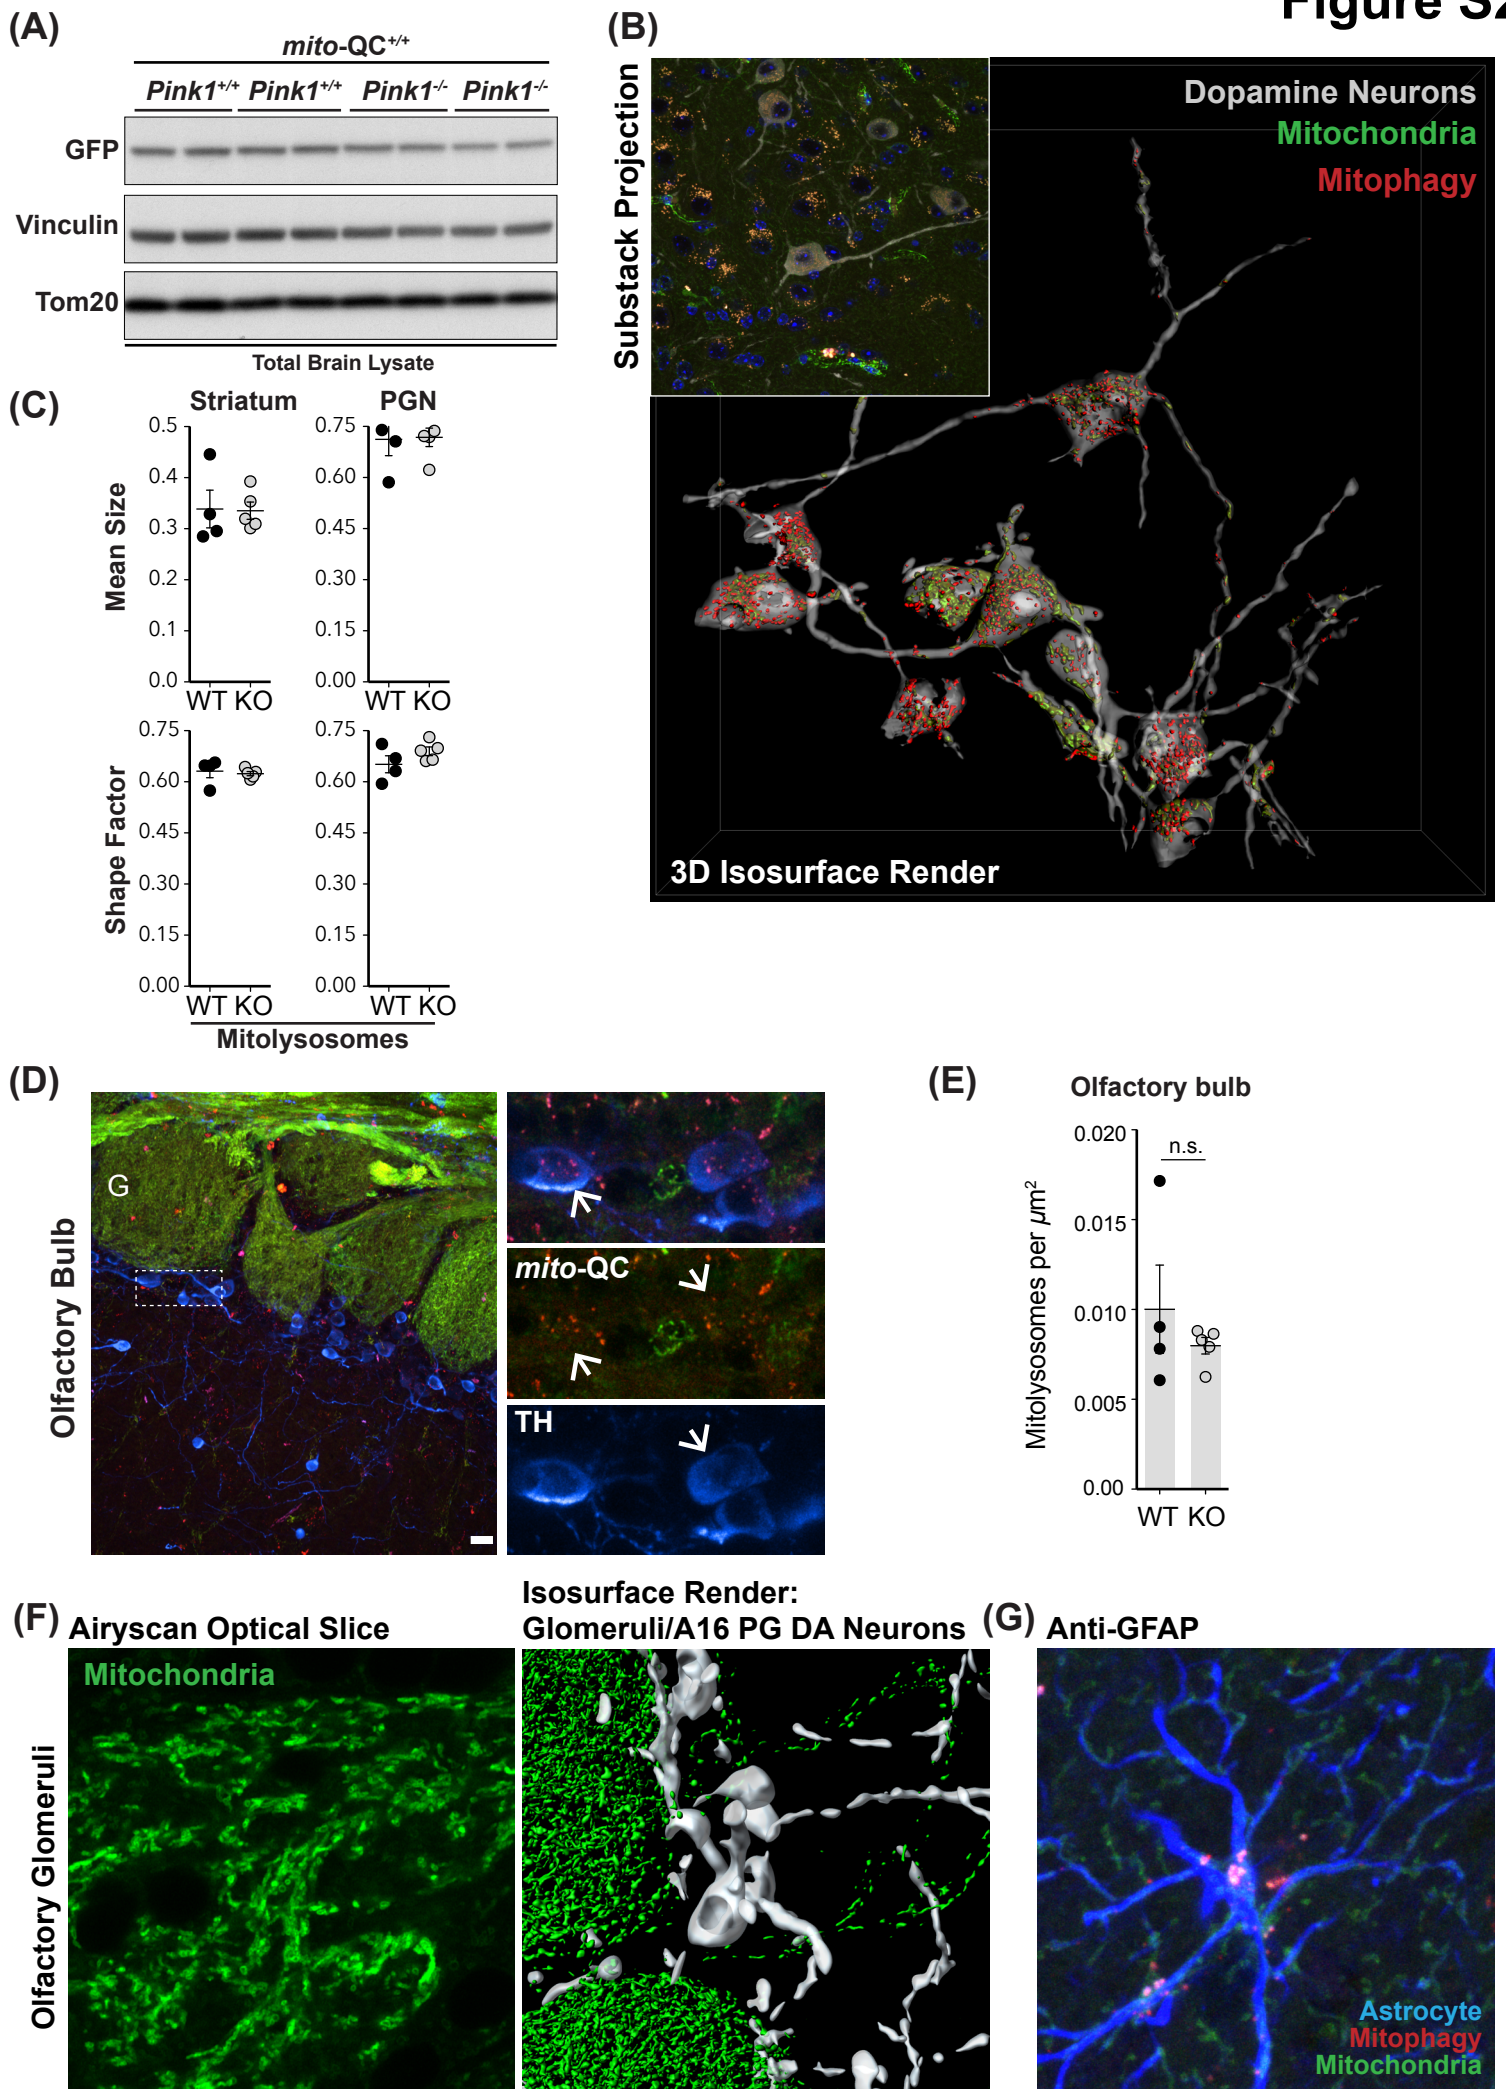 Figure S2
(A)
mito-QC+/+
Pink1+/+ Pink1+/+ Pink1-/- Pink1-/-
GFP
Vinculin
Tom20
Total Brain Lysate
(B)
Substack Projection
Dopamine Neurons
Mitochondria
Mitophagy
3D Isosurface Render
(C)
Striatum
PGN
Mean Size
0.5
0.4
0.3
0.2
0.1
0.0
WT KO
0.75
0.60
0.45
0.30
0.15
0.00
WT KO
Shape Factor
0.75
0.60
0.45
0.30
0.15
0.00
WT KO
0.75
0.60
0.45
0.30
0.15
0.00
WT KO
Mitolysosomes
(D)
Olfactory Bulb
G
mito-QC
TH
(E)
Olfactory bulb
Mitolysosomes per µm2
0.020
0.015
0.010
0.005
0.00
n.s.
WT KO
(F)
Airyscan Optical Slice
Olfactory Glomeruli
Mitochondria
Isosurface Render:
Glomeruli/A16 PG DA Neurons
(G)
Anti-GFAP
Astrocyte
Mitophagy
Mitochondria